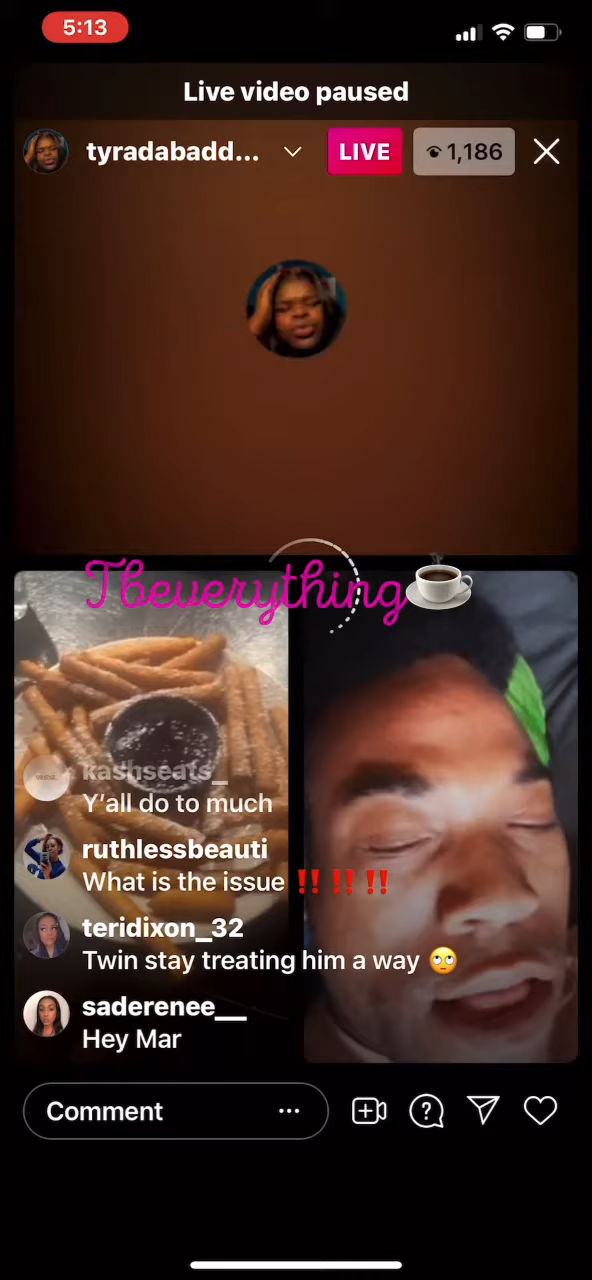 5:13
Live video paused
tyradabadd...
LIVE
1,186
Tbeverything
kashseats_
Y'all do to much
ruthlessbeauti
What is the issue ‼️ ‼️ ‼️
teridixon_32
Twin stay treating him a way 🙄
saderenee__
Hey Mar
Comment